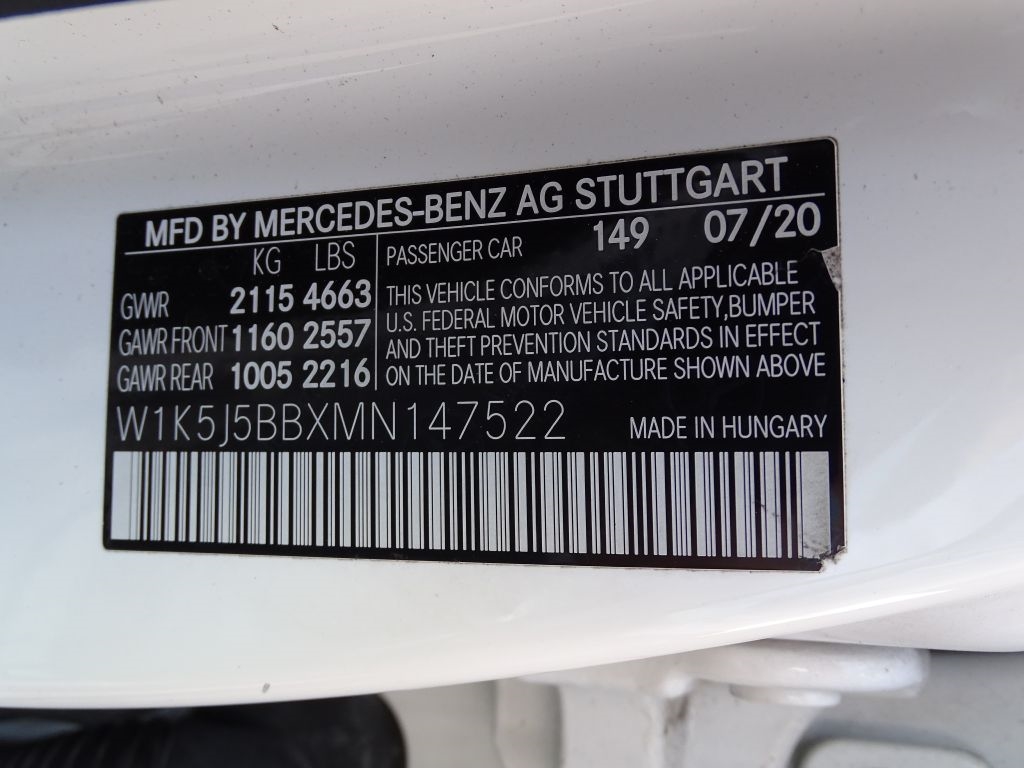 MFD BY MERCEDES-BENZ AG STUTTGART
KG LBS
GVWR 2115 4663
GAWR FRONT 1160 2557
GAWR REAR 1005 2216
PASSENGER CAR 149 07/20
THIS VEHICLE CONFORMS TO ALL APPLICABLE
U.S. FEDERAL MOTOR VEHICLE SAFETY, BUMPER
AND THEFT PREVENTION STANDARDS IN EFFECT
ON THE DATE OF MANUFACTURE SHOWN ABOVE
W1K5J5BBXMN147522
MADE IN HUNGARY